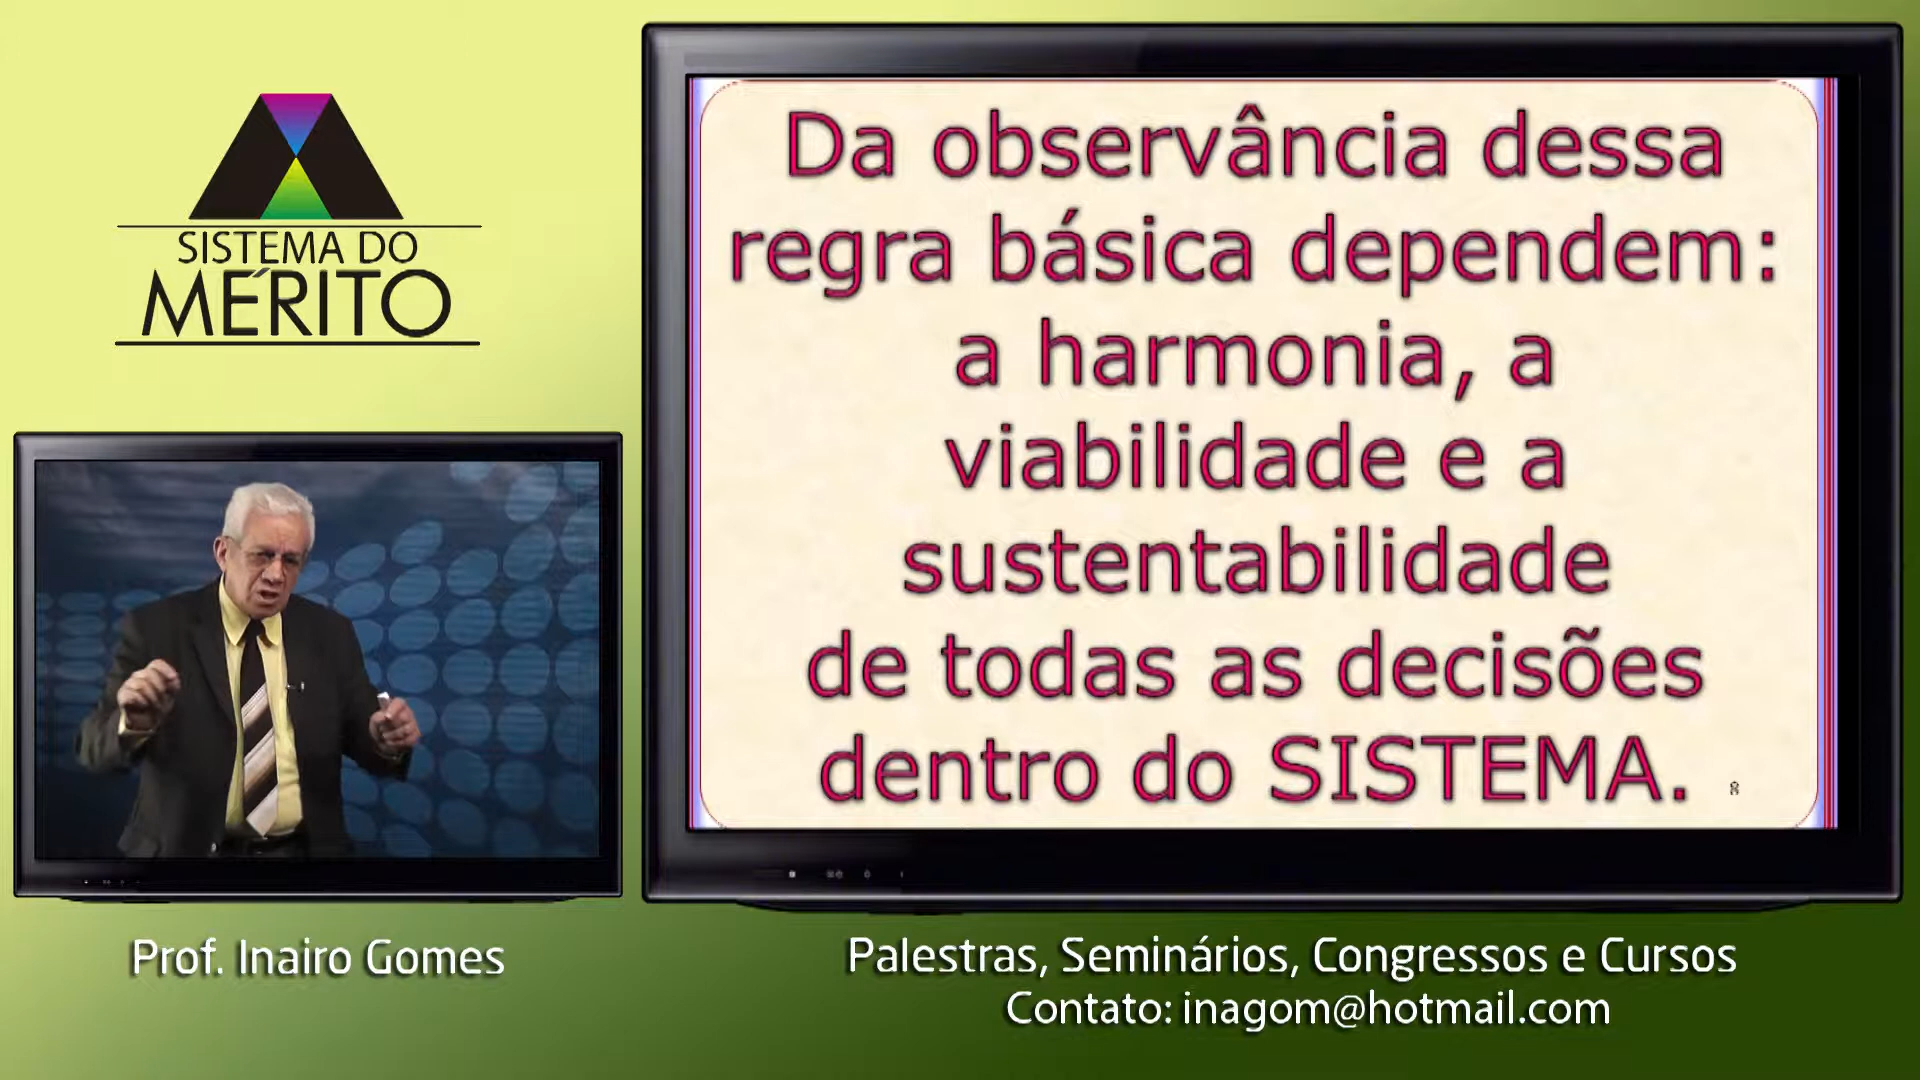 SISTEMA DO
MÉRITO
Da observância dessa
regra básica dependem:
a harmonia, a
viabilidade e a
sustentabilidade
de todas as decisões
dentro do SISTEMA.
8
Prof. Inairo Gomes
Palestras, Seminários, Congressos e Cursos
Contato: inagom@hotmail.com